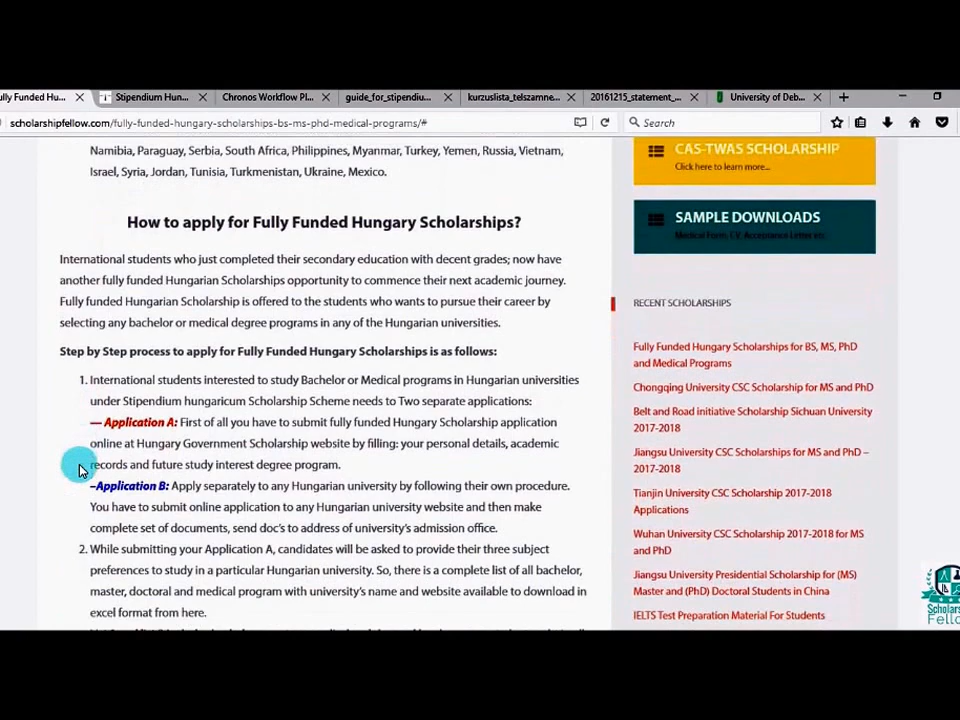 ully Funded Hu...
Stipendium Hun...
Chronos Workflow Pl...
guide_for_stipendiu...
kurzuslista_telszamne...
20161215_statement_...
University of Deb...
scholarshipfellow.com/fully-funded-hungary-scholarships-bs-ms-phd-medical-programs/#
Search
Namibia, Paraguay, Serbia, South Africa, Philippines, Myanmar, Turkey, Yemen, Russia, Vietnam,
Israel, Syria, Jordan, Tunisia, Turkmenistan, Ukraine, Mexico.
How to apply for Fully Funded Hungary Scholarships?
International students who just completed their secondary education with decent grades; now have
another fully funded Hungarian Scholarships opportunity to commence their next academic journey.
Fully funded Hungarian Scholarship is offered to the students who wants to pursue their career by
selecting any bachelor or medical degree programs in any of the Hungarian universities.
Step by Step process to apply for Fully Funded Hungary Scholarships is as follows:
1. International students interested to study Bachelor or Medical programs in Hungarian universities
under Stipendium hungaricum Scholarship Scheme needs to Two separate applications:
— Application A: First of all you have to submit fully funded Hungary Scholarship application
online at Hungary Government Scholarship website by filling: your personal details, academic
records and future study interest degree program.
–Application B: Apply separately to any Hungarian university by following their own procedure.
You have to submit online application to any Hungarian university website and then make
complete set of documents, send doc's to address of university's admission office.
2. While submitting your Application A, candidates will be asked to provide their three subject
preferences to study in a particular Hungarian university. So, there is a complete list of all bachelor,
master, doctoral and medical program with university's name and website available to download in
excel format from here.
CAS-TWAS SCHOLARSHIP
Click here to learn more...
SAMPLE DOWNLOADS
Medical Form, CV, Acceptance Letter etc
RECENT SCHOLARSHIPS
Fully Funded Hungary Scholarships for BS, MS, PhD
and Medical Programs
Chongqing University CSC Scholarship for MS and PhD
Belt and Road initiative Scholarship Sichuan University
2017-2018
Jiangsu University CSC Scholarships for MS and PhD –
2017-2018
Tianjin University CSC Scholarship 2017-2018
Applications
Wuhan University CSC Scholarship 2017-2018 for MS
and PhD
Jiangsu University Presidential Scholarship for (MS)
Master and (PhD) Doctoral Students in China
IELTS Test Preparation Material For Students
Scholars
Fello